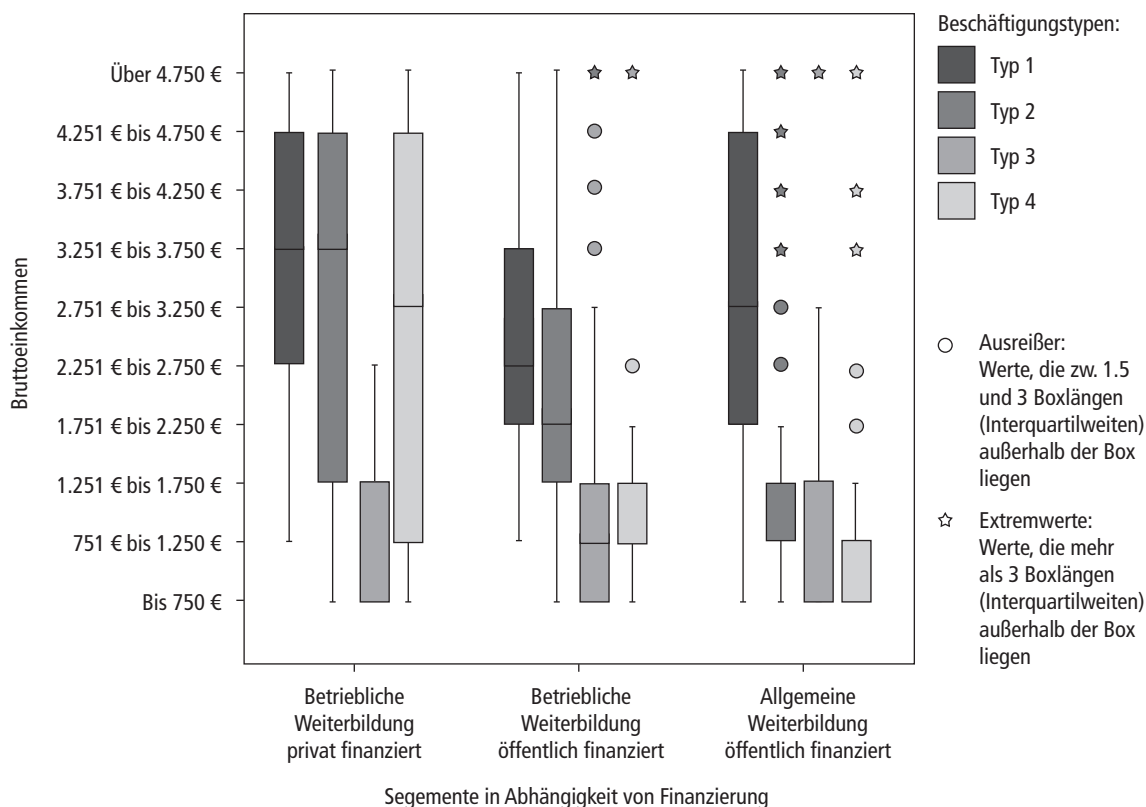 Bruttoeinkommen
Über 4.750 €
4.251 € bis 4.750 €
3.751 € bis 4.250 €
3.251 € bis 3.750 €
2.751 € bis 3.250 €
2.251 € bis 2.750 €
1.751 € bis 2.250 €
1.251 € bis 1.750 €
751 € bis 1.250 €
Bis 750 €
Betriebliche
Weiterbildung
privat finanziert
Betriebliche
Weiterbildung
öffentlich finanziert
Allgemeine
Weiterbildung
öffentlich finanziert
Segemente in Abhängigkeit von Finanzierung
Beschäftigungstypen:
Typ 1
Typ 2
Typ 3
Typ 4
Ausreißer:
Werte, die zw. 1.5
und 3 Boxlängen
(Interquartilweiten)
außerhalb der Box
liegen
Extremwerte:
Werte, die mehr
als 3 Boxlängen
(Interquartilweiten)
außerhalb der Box
liegen